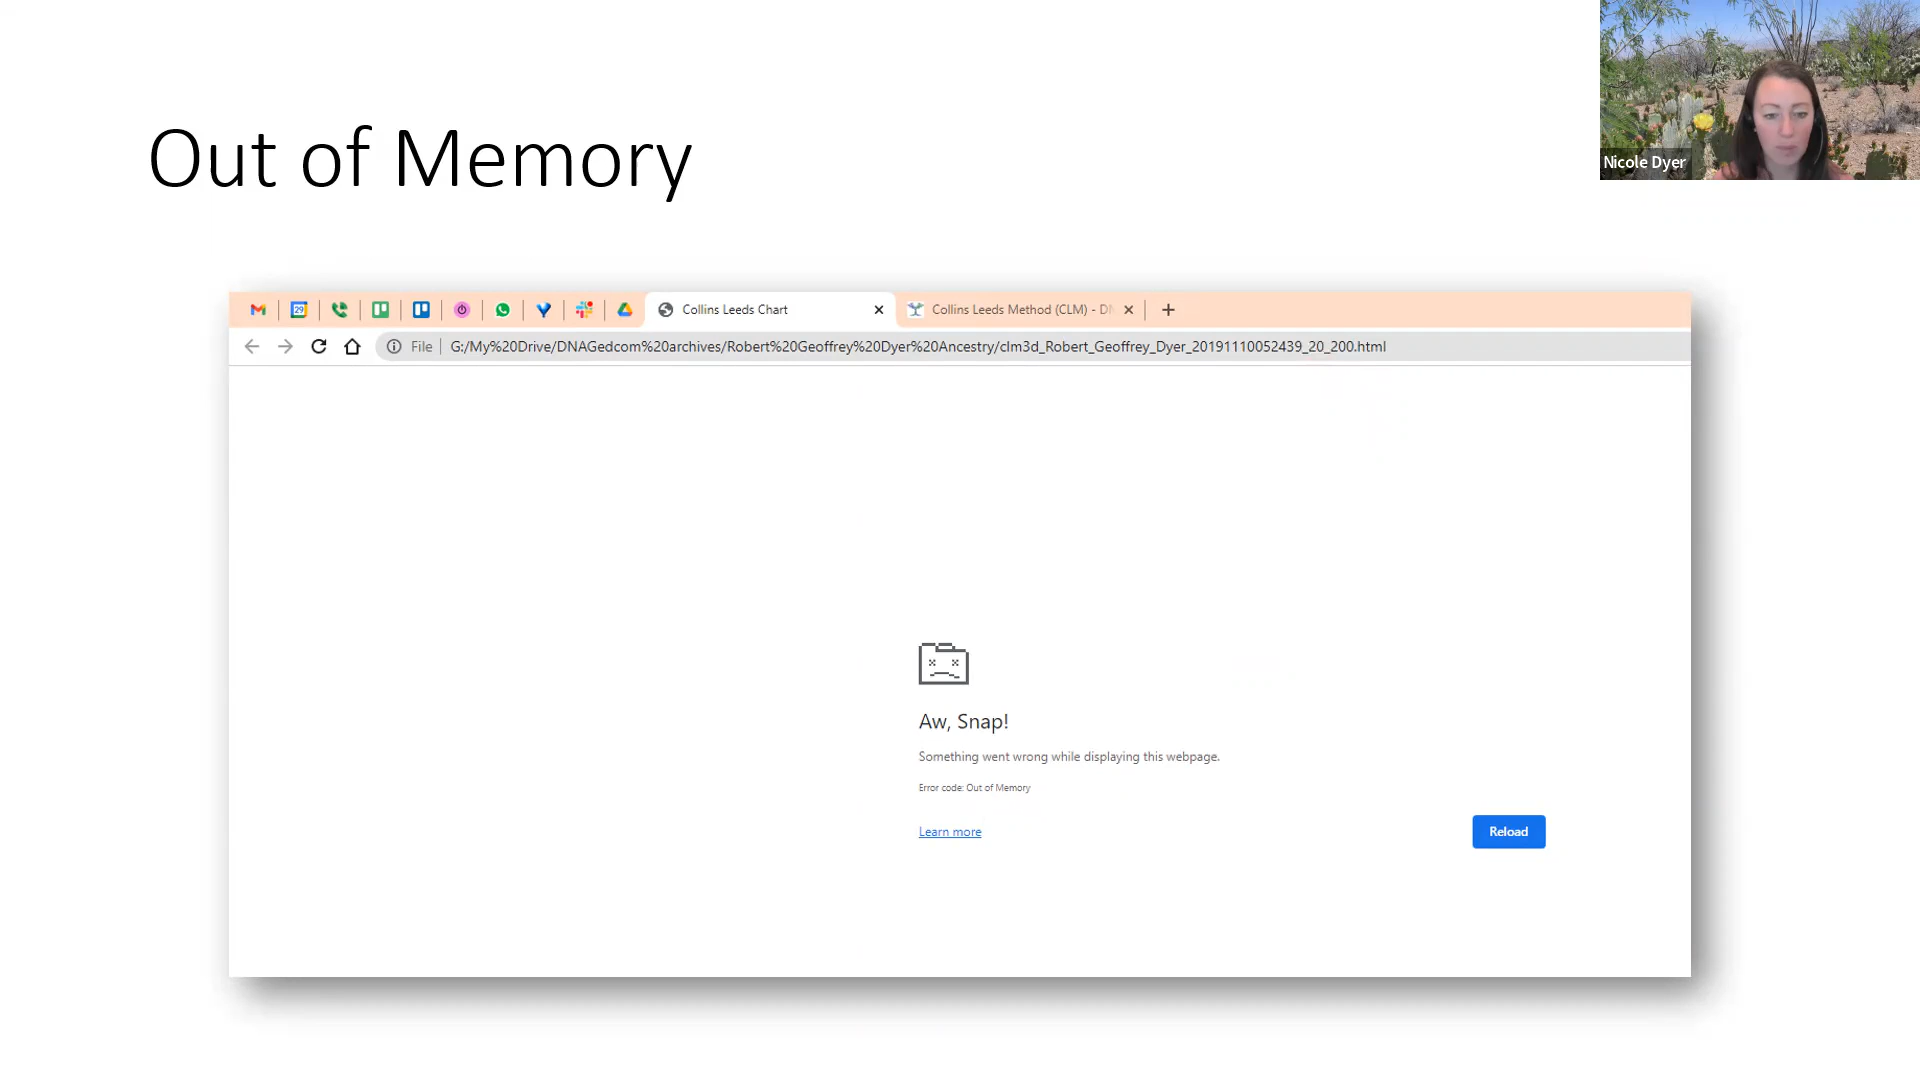 Out of Memory
Nicole Dyer
29
Collins Leeds Chart
Collins Leeds Method (CLM) - D
File
G:/My%20Drive/DNAGedcom%20archives/Robert%20Geoffrey%20Dyer%20Ancestry/clm3d_Robert_Geoffrey_Dyer_20191110052439_20_200.html
Aw, Snap!
Something went wrong while displaying this webpage.
Error code: Out of Memory
Learn more
Reload